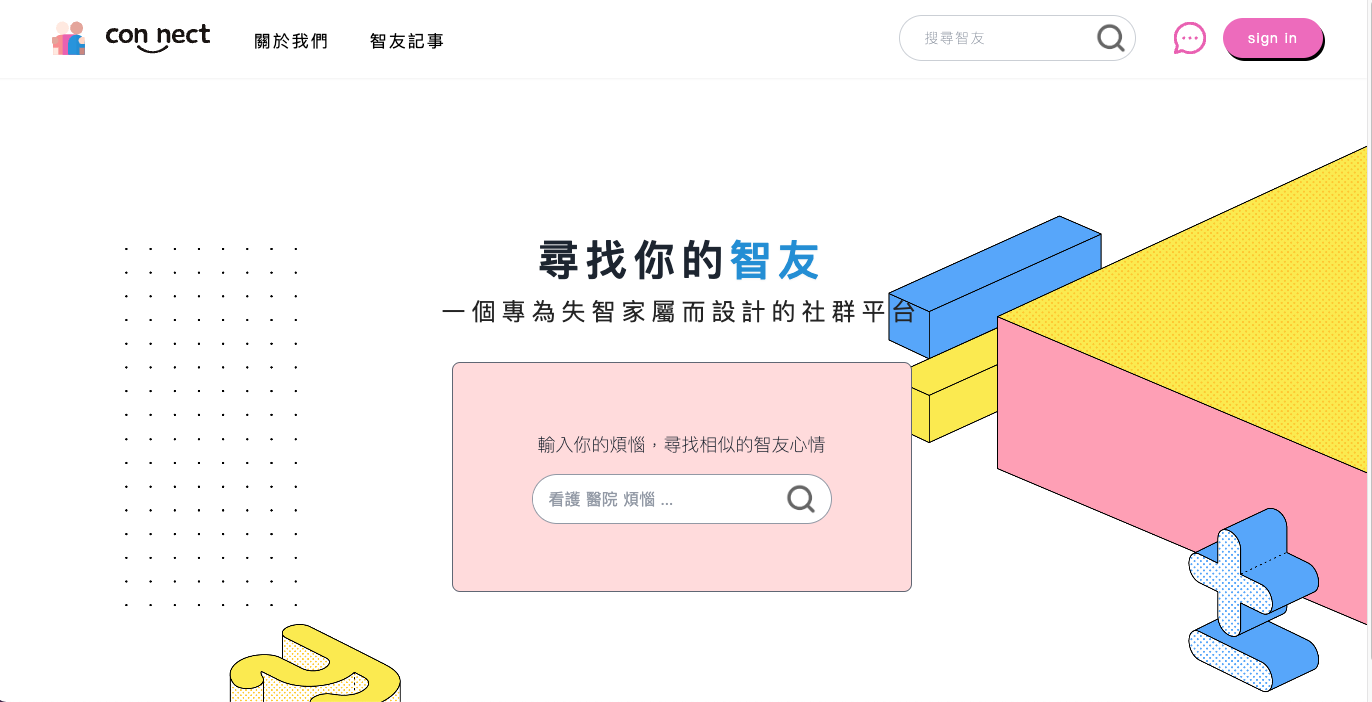 con nect
關於我們
智友記事
搜尋智友
sign in
尋找你的智友
一個專為失智家屬而設計的社群平台
輸入你的煩惱，尋找相似的智友心情
看護 醫院 煩惱 ...